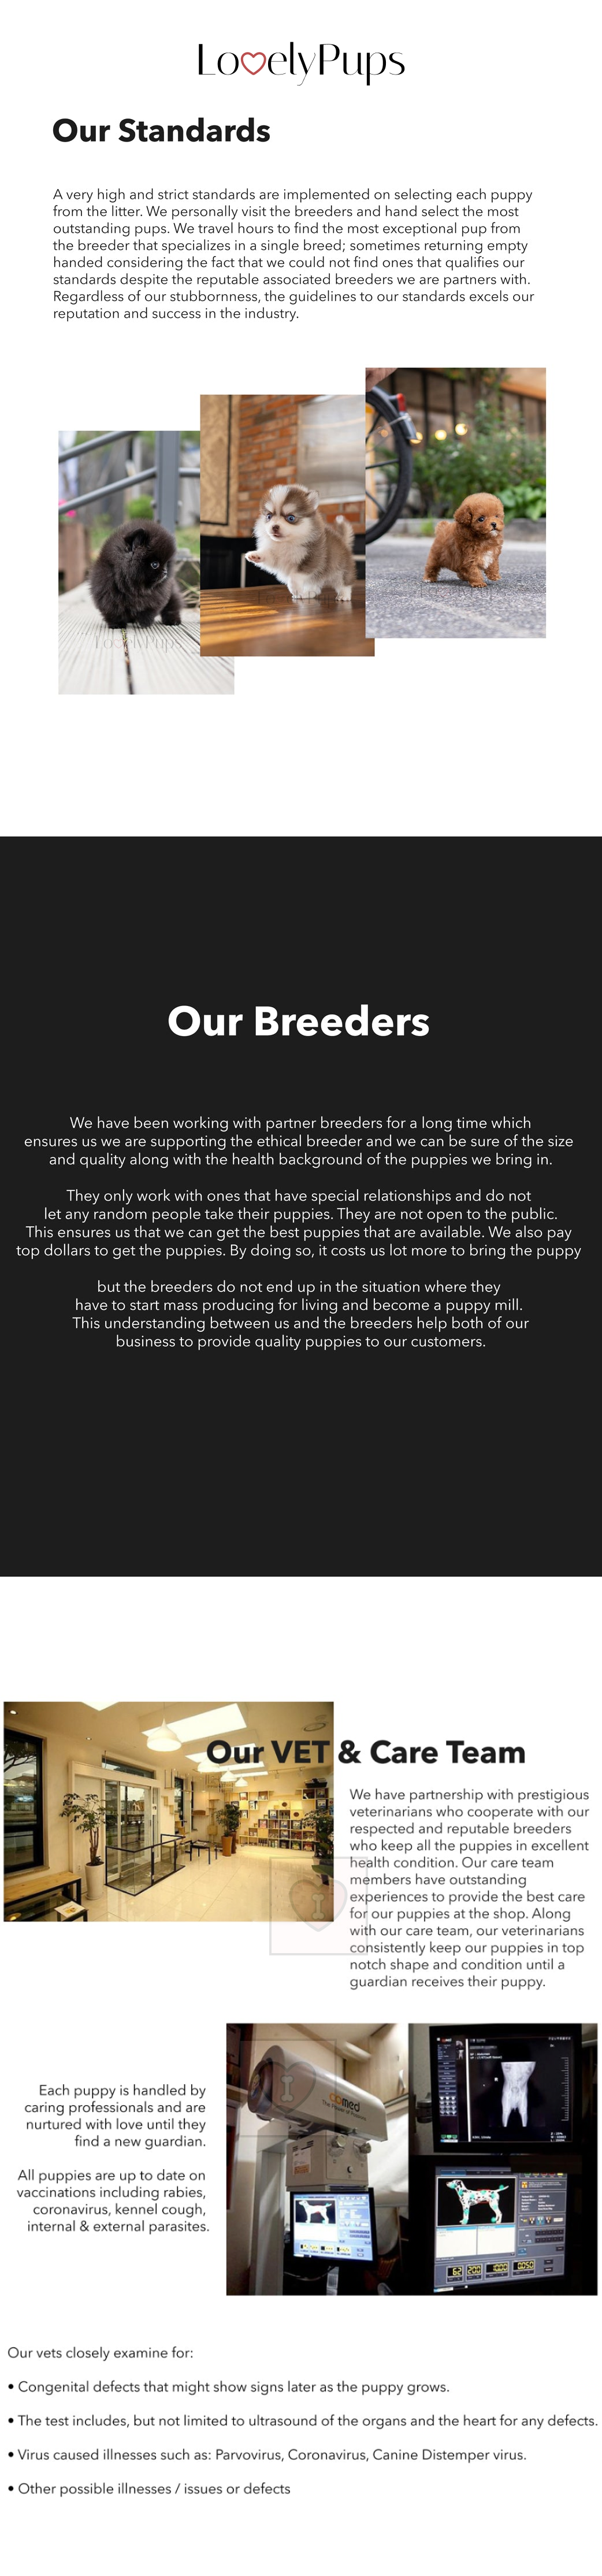 LovelyPups
Our Standards
A very high and strict standards are implemented on selecting each puppy
from the litter. We personally visit the breeders and hand select the most
outstanding pups. We travel hours to find the most exceptional pup from
the breeder that specializes in a single breed; sometimes returning empty
handed considering the fact that we could not find ones that qualifies our
standards despite the reputable associated breeders we are partners with.
Regardless of our stubbornness, the guidelines to our standards excels our
reputation and success in the industry.
LovelyPups
LovelyPups
LovelyPups
Our Breeders
We have been working with partner breeders for a long time which
ensures us we are supporting the ethical breeder and we can be sure of the size
and quality along with the health background of the puppies we bring in.
They only work with ones that have special relationships and do not
let any random people take their puppies. They are not open to the public.
This ensures us that we can get the best puppies that are available. We also pay
top dollars to get the puppies. By doing so, it costs us lot more to bring the puppy
but the breeders do not end up in the situation where they
have to start mass producing for living and become a puppy mill.
This understanding between us and the breeders help both of our
business to provide quality puppies to our customers.
Our VET & Care Team
We have partnership with prestigious
veterinarians who cooperate with our
respected and reputable breeders
who keep all the puppies in excellent
health condition. Our care team
members have outstanding
experiences to provide the best care
for our puppies at the shop. Along
with our care team, our veterinarians
consistently keep our puppies in top
notch shape and condition until a
guardian receives their puppy.
Each puppy is handled by
caring professionals and are
nurtured with love until they
find a new guardian.
All puppies are up to date on
vaccinations including rabies,
coronavirus, kennel cough,
internal & external parasites.
Our vets closely examine for:
• Congenital defects that might show signs later as the puppy grows.
• The test includes, but not limited to ultrasound of the organs and the heart for any defects.
• Virus caused illnesses such as: Parvovirus, Coronavirus, Canine Distemper virus.
• Other possible illnesses / issues or defects